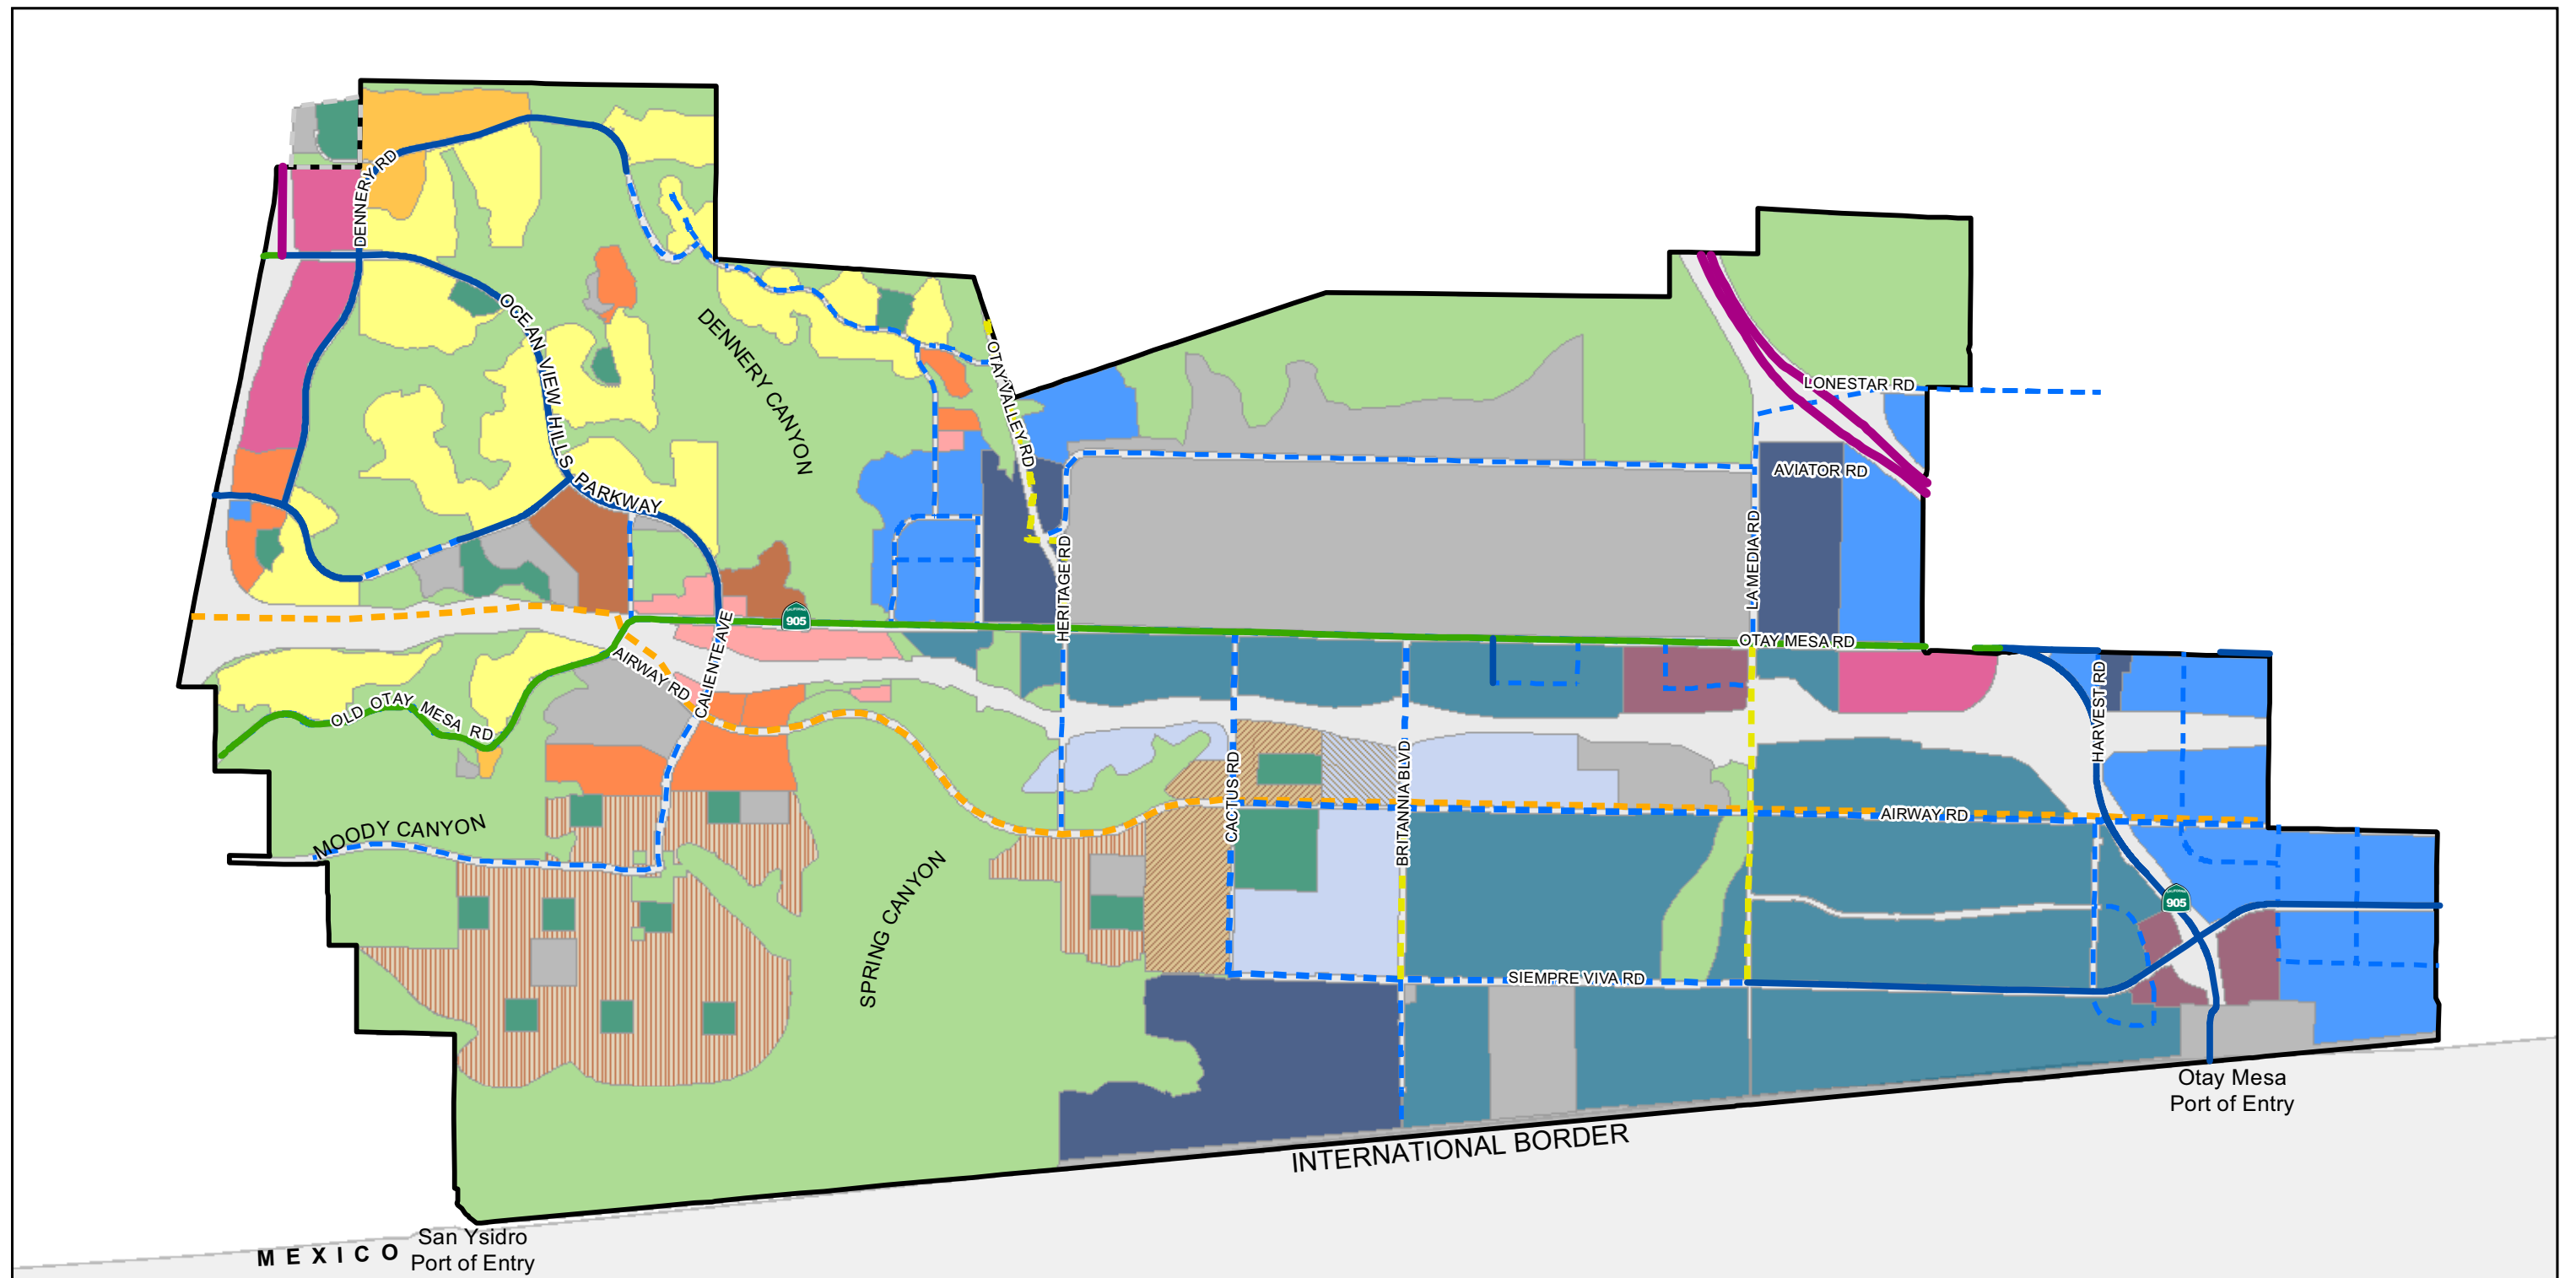 DENNERY RD
OCEAN VIEW HILLS PARKWAY
DENNERY CANYON
OTAY VALLEY RD
LONESTAR RD
AVIATOR RD
HERITAGE RD
LA MEDIA RD
CALIFORNIA
905
OTAY MESA RD
CALIENTE AVE
AIRWAY RD
OLD OTAY MESA RD
HARVEST RD
CACTUS RD
BRITANNIA BLVD
AIRWAY RD
MOODY CANYON
SPRING CANYON
CALIFORNIA
905
SIEMPRE VIVA RD
Otay Mesa
Port of Entry
INTERNATIONAL BORDER
San Ysidro
Port of Entry
MEXICO